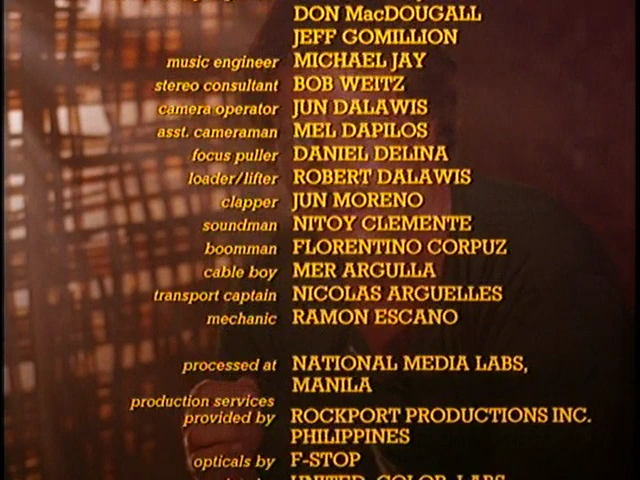 DON MacDOUGALL
JEFF GOMILLION
music engineer MICHAEL JAY
stereo consultant BOB WEITZ
camera operator JUN DALAWIS
asst. cameraman MEL DAPILOS
focus puller DANIEL DELINA
loader/lifter ROBERT DALAWIS
clapper JUN MORENO
soundman NITOY CLEMENTE
boomman FLORENTINO CORPUZ
cable boy MER ARGULLA
transport captain NICOLAS ARGUELLES
mechanic RAMON ESCANO
processed at NATIONAL MEDIA LABS,
MANILA
production services
provided by ROCKPORT PRODUCTIONS INC.
PHILIPPINES
opticals by F-STOP
UNITED COLOR LABS